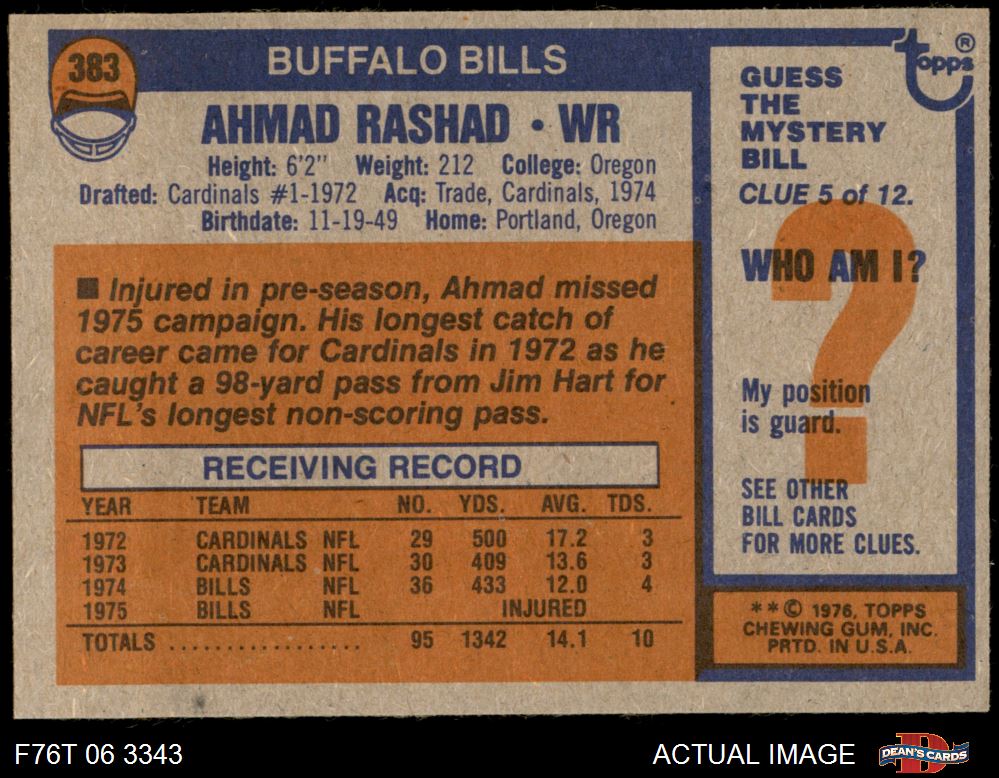 383
BUFFALO BILLS
AHMAD RASHAD • WR
Height: 6'2" Weight: 212 College: Oregon
Drafted: Cardinals #1-1972 Acq: Trade, Cardinals, 1974
Birthdate: 11-19-49 Home: Portland, Oregon
■ Injured in pre-season, Ahmad missed
1975 campaign. His longest catch of
career came for Cardinals in 1972 as he
caught a 98-yard pass from Jim Hart for
NFL's longest non-scoring pass.
RECEIVING RECORD
YEAR TEAM NO. YDS. AVG. TDS.
1972 CARDINALS NFL 29 500 17.2 3
1973 CARDINALS NFL 30 409 13.6 3
1974 BILLS NFL 36 433 12.0 4
1975 BILLS NFL INJURED
TOTALS ................. 95 1342 14.1 10
topps ®
GUESS
THE
MYSTERY
BILL
CLUE 5 of 12.
?
WHO AM I?
My position
is guard.
SEE OTHER
BILL CARDS
FOR MORE CLUES.
**© 1976, TOPPS
CHEWING GUM, INC.
PRTD. IN U.S.A.
F76T 06 3343
ACTUAL IMAGE
D
DEAN'S CARDS